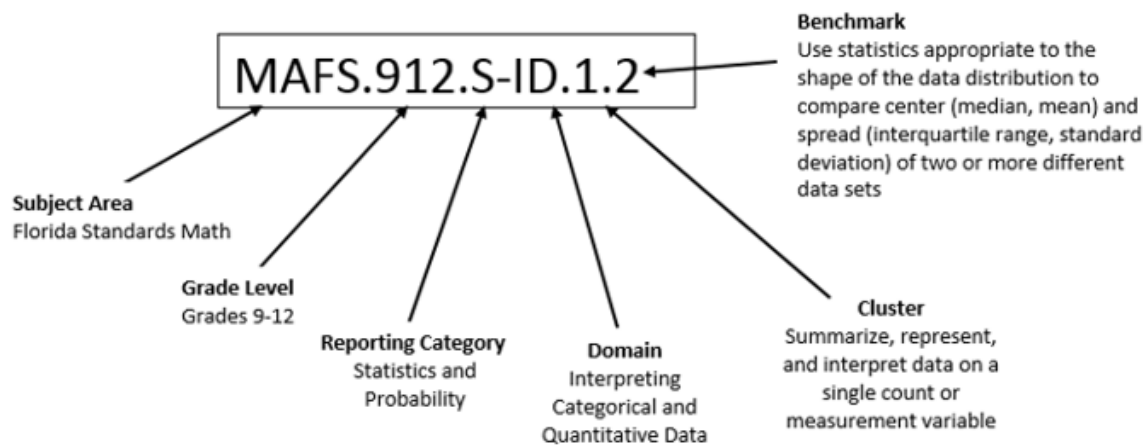 MAFS.912.S-ID.1.2
Benchmark
Use statistics appropriate to the
shape of the data distribution to
compare center (median, mean) and
spread (interquartile range, standard
deviation) of two or more different
data sets
Subject Area
Florida Standards Math
Grade Level
Grades 9-12
Reporting Category
Statistics and
Probability
Domain
Interpreting
Categorical and
Quantitative Data
Cluster
Summarize, represent,
and interpret data on a
single count or
measurement variable